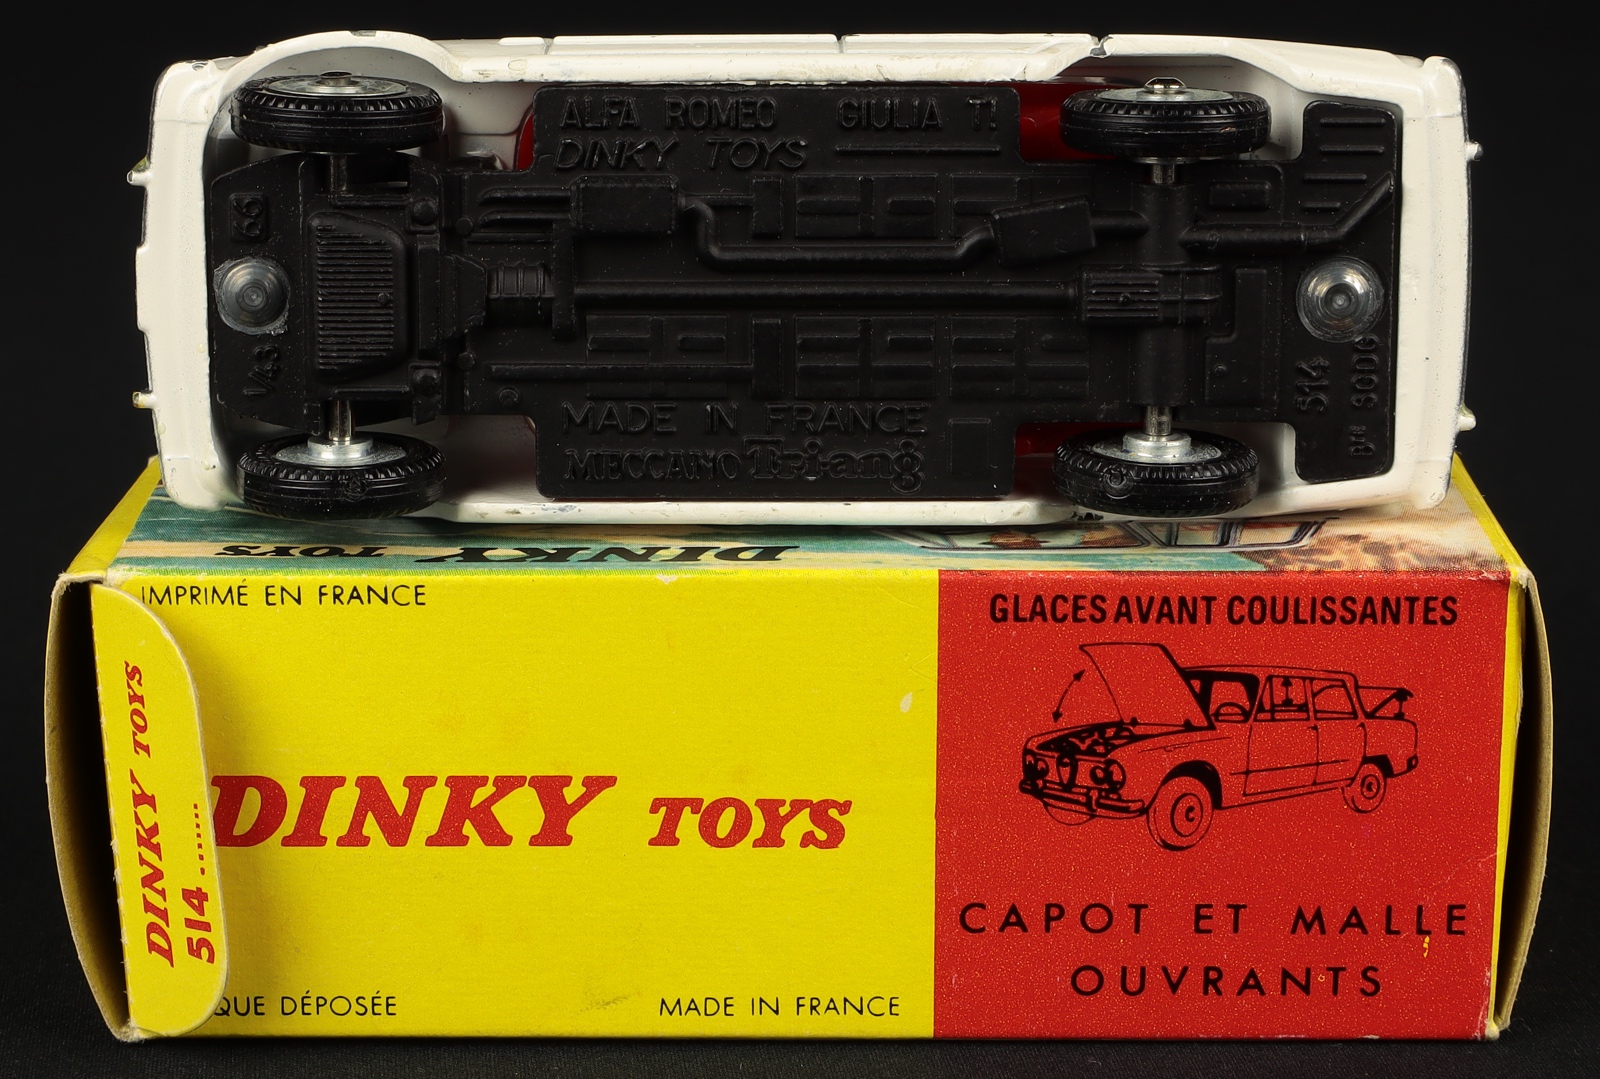 ALFA ROMEO GIULIA TI
DINKY TOYS
66
V43
MADE IN FRANCE
MECCANO Tri-ang
514
Bté SGDG
DINKY TOYS
IMPRIMÉ EN FRANCE
GLACES AVANT COULISSANTES
DINKY TOYS
514........
DINKY TOYS
CAPOT ET MALLE
OUVRANTS
QUE DÉPOSÉE
MADE IN FRANCE